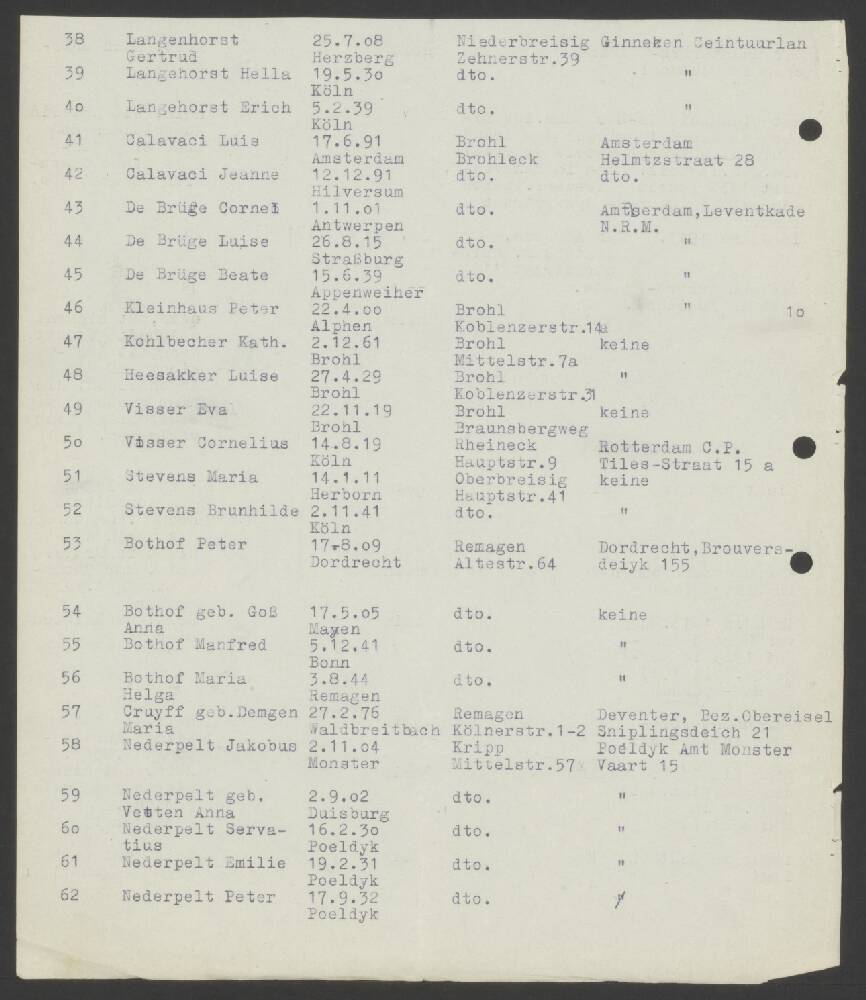 38 Langenhorst 25.7.08 Niederbreisig Ginneken Ceintuurlan
Gertrud Herzberg Zehnerstr.39
39 Langehorst Hella 19.5.3o dto. "
Köln
4o Langehorst Erich 5.2.39 dto. "
Köln
41 Calavaci Luis 17.6.91 Brohl Amsterdam
Amsterdam Brohleck Helmtzstraat 28
42 Calavaci Jeanne 12.12.91 dto. dto.
Hilversum
43 De Brüge Cornel 1.11.o1 dto. Amtserdam,Leventkade
Antwerpen N.R.M.
44 De Brüge Luise 26.8.15 dto. "
Straßburg
45 De Brüge Beate 15.6.39 dto. "
Appenweiher
46 Kleinhaus Peter 22.4.oo Brohl " 1o
Alphen Koblenzerstr.14a
47 Kohlbecher Kath. 2.12.61 Brohl keine
Brohl Mittelstr.7a
48 Heesakker Luise 27.4.29 Brohl "
Brohl Koblenzerstr.31
49 Visser Eva 22.11.19 Brohl keine
Brohl Braunsbergweg
5o Visser Cornelius 14.8.19 Rheineck Rotterdam C.P.
Köln Hauptstr.9 Tiles-Straat 15 a
51 Stevens Maria 14.1.11 Oberbreisig keine
Herborn Hauptstr.41
52 Stevens Brunhilde 2.11.41 dto. "
Köln
53 Bothof Peter 17.8.o9 Remagen Dordrecht,Brouvers-
Dordrecht Altestr.64 deiyk 155
54 Bothof geb. Goß 17.5.o5 dto. keine
Anna Mayen
55 Bothof Manfred 5.12.41 dto. "
Bonn
56 Bothof Maria 3.8.44 dto. "
Helga Remagen
57 Cruyff geb.Demgen 27.2.76 Remagen Deventer, Bez.Obereisel
Maria Waldbreitbach Kölnerstr.1-2 Sniplingsdeich 21
58 Nederpelt Jakobus 2.11.o4 Kripp Poeldyk Amt Monster
Monster Mittelstr.57 Vaart 15
59 Nederpelt geb. 2.9.o2 dto. "
Vetten Anna Duisburg
6o Nederpelt Serva- 16.2.3o dto. "
tius Poeldyk
61 Nederpelt Emilie 19.2.31 dto. "
Poeldyk
62 Nederpelt Peter 17.9.32 dto. "
Poeldyk